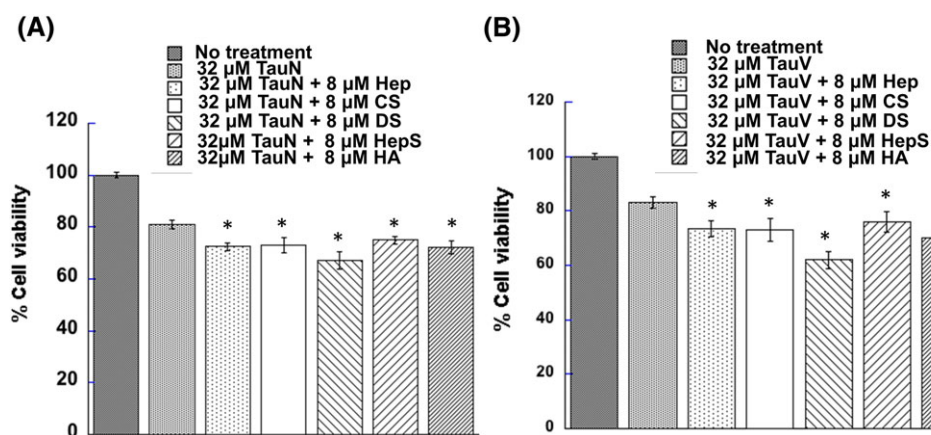 (A)
No treatment
32 µM TauN
32 µM TauN + 8 µM Hep
32 µM TauN + 8 µM CS
32 µM TauN + 8 µM DS
32µM TauN + 8 µM HepS
32µM TauN + 8 µM HA
% Cell viability
120
100
80
60
40
20
0
* * * * *
(B)
No treatment
32 µM TauV
32 µM TauV + 8 µM Hep
32 µM TauV + 8 µM CS
32 µM TauV + 8 µM DS
32 µM TauV + 8 µM HepS
32 µM TauV + 8 µM HA
% Cell viability
120
100
80
60
40
20
0
* * * *